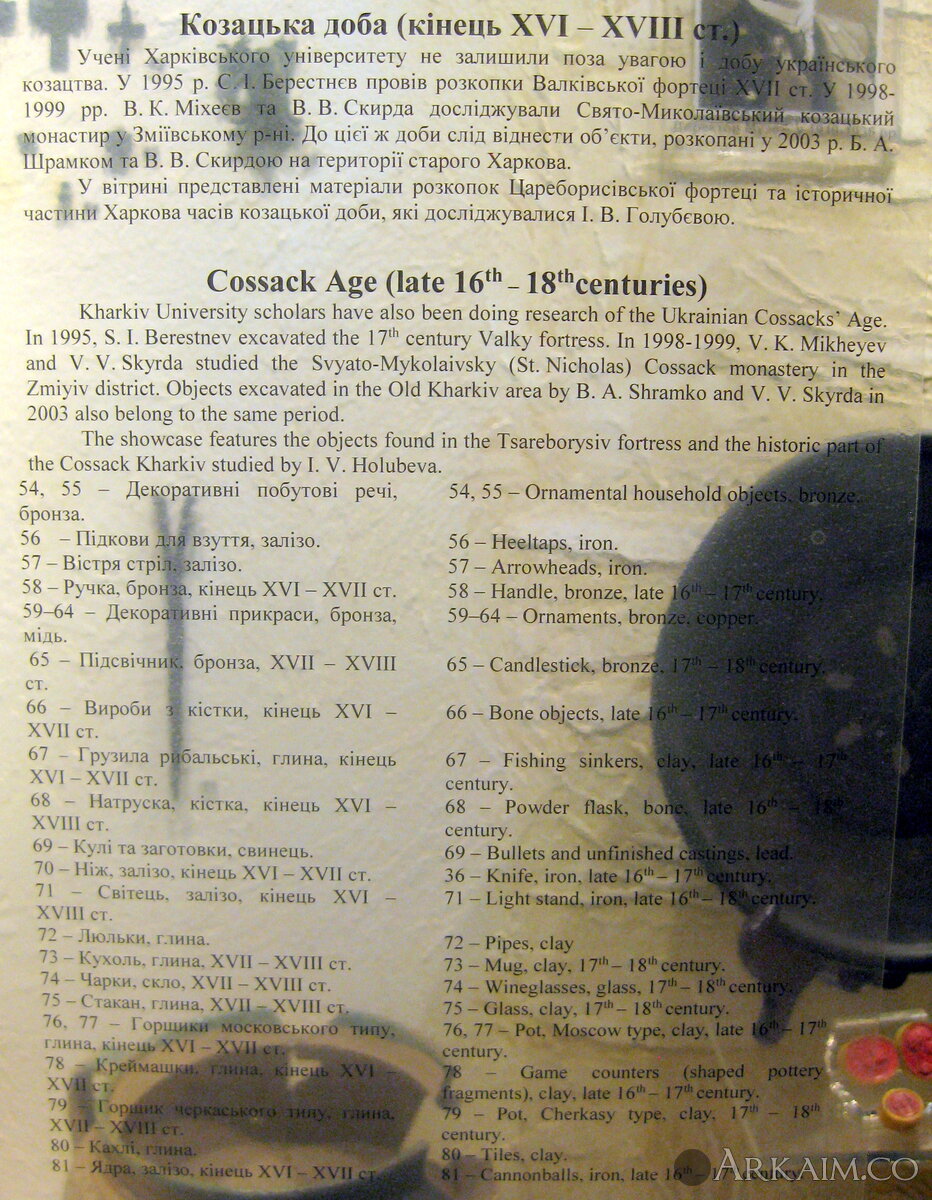 Козацька доба (кінець XVI – XVIII ст.)
Учені Харківського університету не залишили поза увагою і добу українського
козацтва. У 1995 р. С. І. Берестнєв провів розкопки Валківської фортеці XVII ст. У 1998-
1999 рр. В. К. Міхеєв та В. В. Скирда досліджували Свято-Миколаївський козацький
монастир у Зміївському р-ні. До цієї ж доби слід віднести об’єкти, розкопані у 2003 р. Б. А.
Шрамком та В. В. Скирдою на території старого Харкова.
У вітрині представлені матеріали розкопок Цареборисівської фортеці та історичної
частини Харкова часів козацької доби, які досліджувалися І. В. Голубєвою.
Cossack Age (late 16th – 18th centuries)
Kharkiv University scholars have also been doing research of the Ukrainian Cossacks’ Age.
In 1995, S. I. Berestnev excavated the 17th century Valky fortress. In 1998-1999, V. K. Mikheyev
and V. V. Skyrda studied the Svyato-Mykolaivsky (St. Nicholas) Cossack monastery in the
Zmiyiv district. Objects excavated in the Old Kharkiv area by B. A. Shramko and V. V. Skyrda in
2003 also belong to the same period.
The showcase features the objects found in the Tsareborysiv fortress and the historic part of
the Cossack Kharkiv studied by I. V. Holubeva.
54, 55 – Декоративні побутові речі,
бронза.
56 – Підкови для взуття, залізо.
57 – Вістря стріл, залізо.
58 – Ручка, бронза, кінець XVI – XVII ст.
59–64 – Декоративні прикраси, бронза,
мідь.
65 – Підсвічник, бронза, XVII – XVIII
ст.
66 – Вироби з кістки, кінець XVI –
XVII ст.
67 – Грузила рибальські, глина, кінець
XVI – XVII ст.
68 – Натруска, кістка, кінець XVI –
XVIII ст.
69 – Кулі та заготовки, свинець.
70 – Ніж, залізо, кінець XVI – XVII ст.
71 – Світець, залізо, кінець XVI –
XVIII ст.
72 – Люльки, глина.
73 – Кухоль, глина, XVII – XVIII ст.
74 – Чарки, скло, XVII – XVIII ст.
75 – Стакан, глина, XVII – XVIII ст.
76, 77 – Горщики московського типу,
глина, кінець XVI – XVII ст.
78 – Креймашки, глина, кінець XVI –
XVII ст.
79 – Горщик черкаського типу, глина,
XVII – XVIII ст.
80 – Кахлі, глина.
81 – Ядра, залізо, кінець XVI – XVII ст.
54, 55 – Ornamental household objects, bronze.
56 – Heeltaps, iron.
57 – Arrowheads, iron.
58 – Handle, bronze, late 16th – 17th century.
59–64 – Ornaments, bronze, copper.
65 – Candlestick, bronze, 17th – 18th century.
66 – Bone objects, late 16th – 17th century.
67 – Fishing sinkers, clay, late 16th – 17th
century.
68 – Powder flask, bone, late 16th – 18th
century.
69 – Bullets and unfinished castings, lead.
36 – Knife, iron, late 16th – 17th century.
71 – Light stand, iron, late 16th – 18th century.
72 – Pipes, clay
73 – Mug, clay, 17th – 18th century.
74 – Wineglasses, glass, 17th – 18th century.
75 – Glass, clay, 17th – 18th century.
76, 77 – Pot, Moscow type, clay, late 16th – 17th
century.
78 – Game counters (shaped pottery
fragments), clay, late 16th – 17th century.
79 – Pot, Cherkasy type, clay, 17th – 18th
century.
80 – Tiles, clay.
81 – Cannonballs, iron, late 16th – 17th century.
ARKAIM.CO